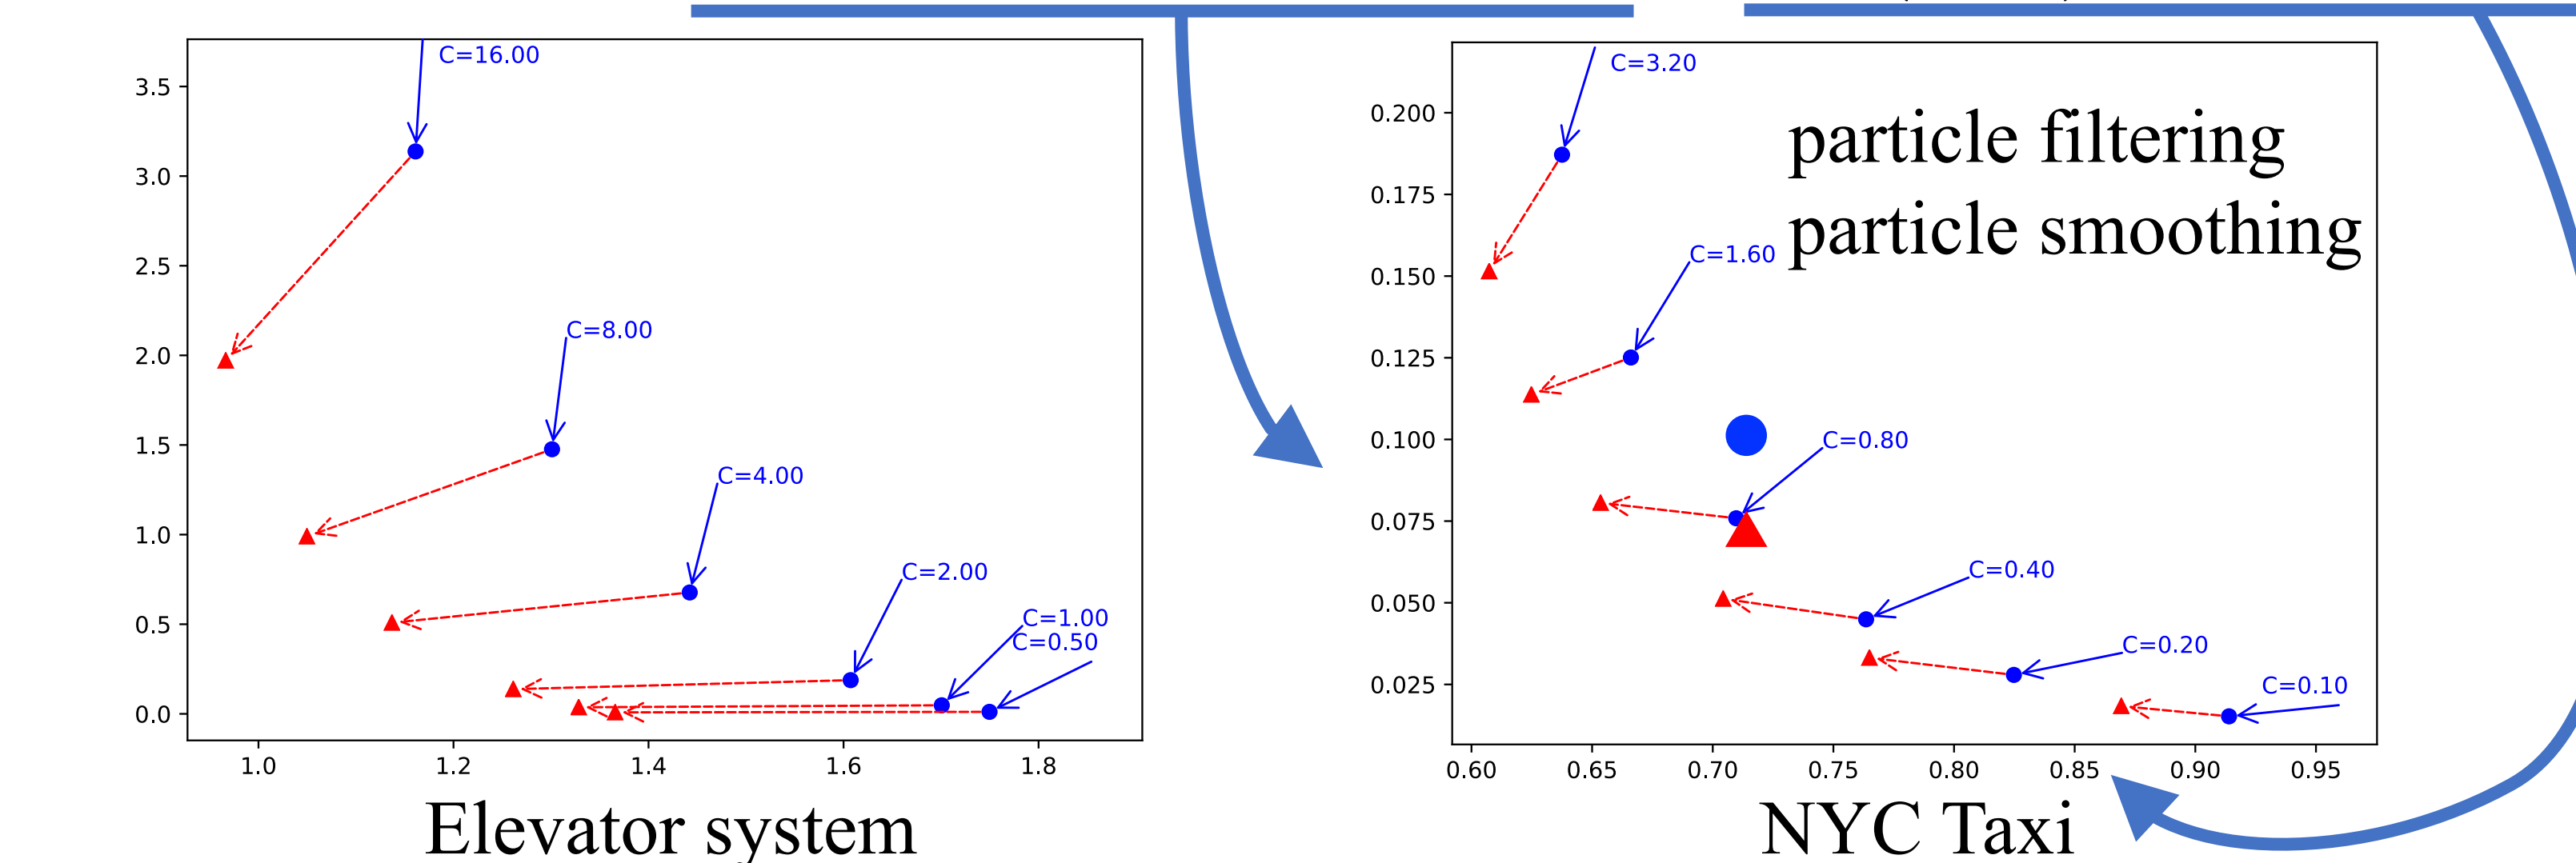 C=16.00
3.5
3.0
2.5
2.0
1.5
1.0
0.5
0.0
C=8.00
C=4.00
C=2.00
C=1.00
C=0.50
1.0 1.2 1.4 1.6 1.8
Elevator system
C=3.20
0.200
0.175
0.150
0.125
0.100
0.075
0.050
0.025
particle filtering
particle smoothing
C=1.60
C=0.80
C=0.40
C=0.20
C=0.10
0.60 0.65 0.70 0.75 0.80 0.85 0.90 0.95
NYC Taxi